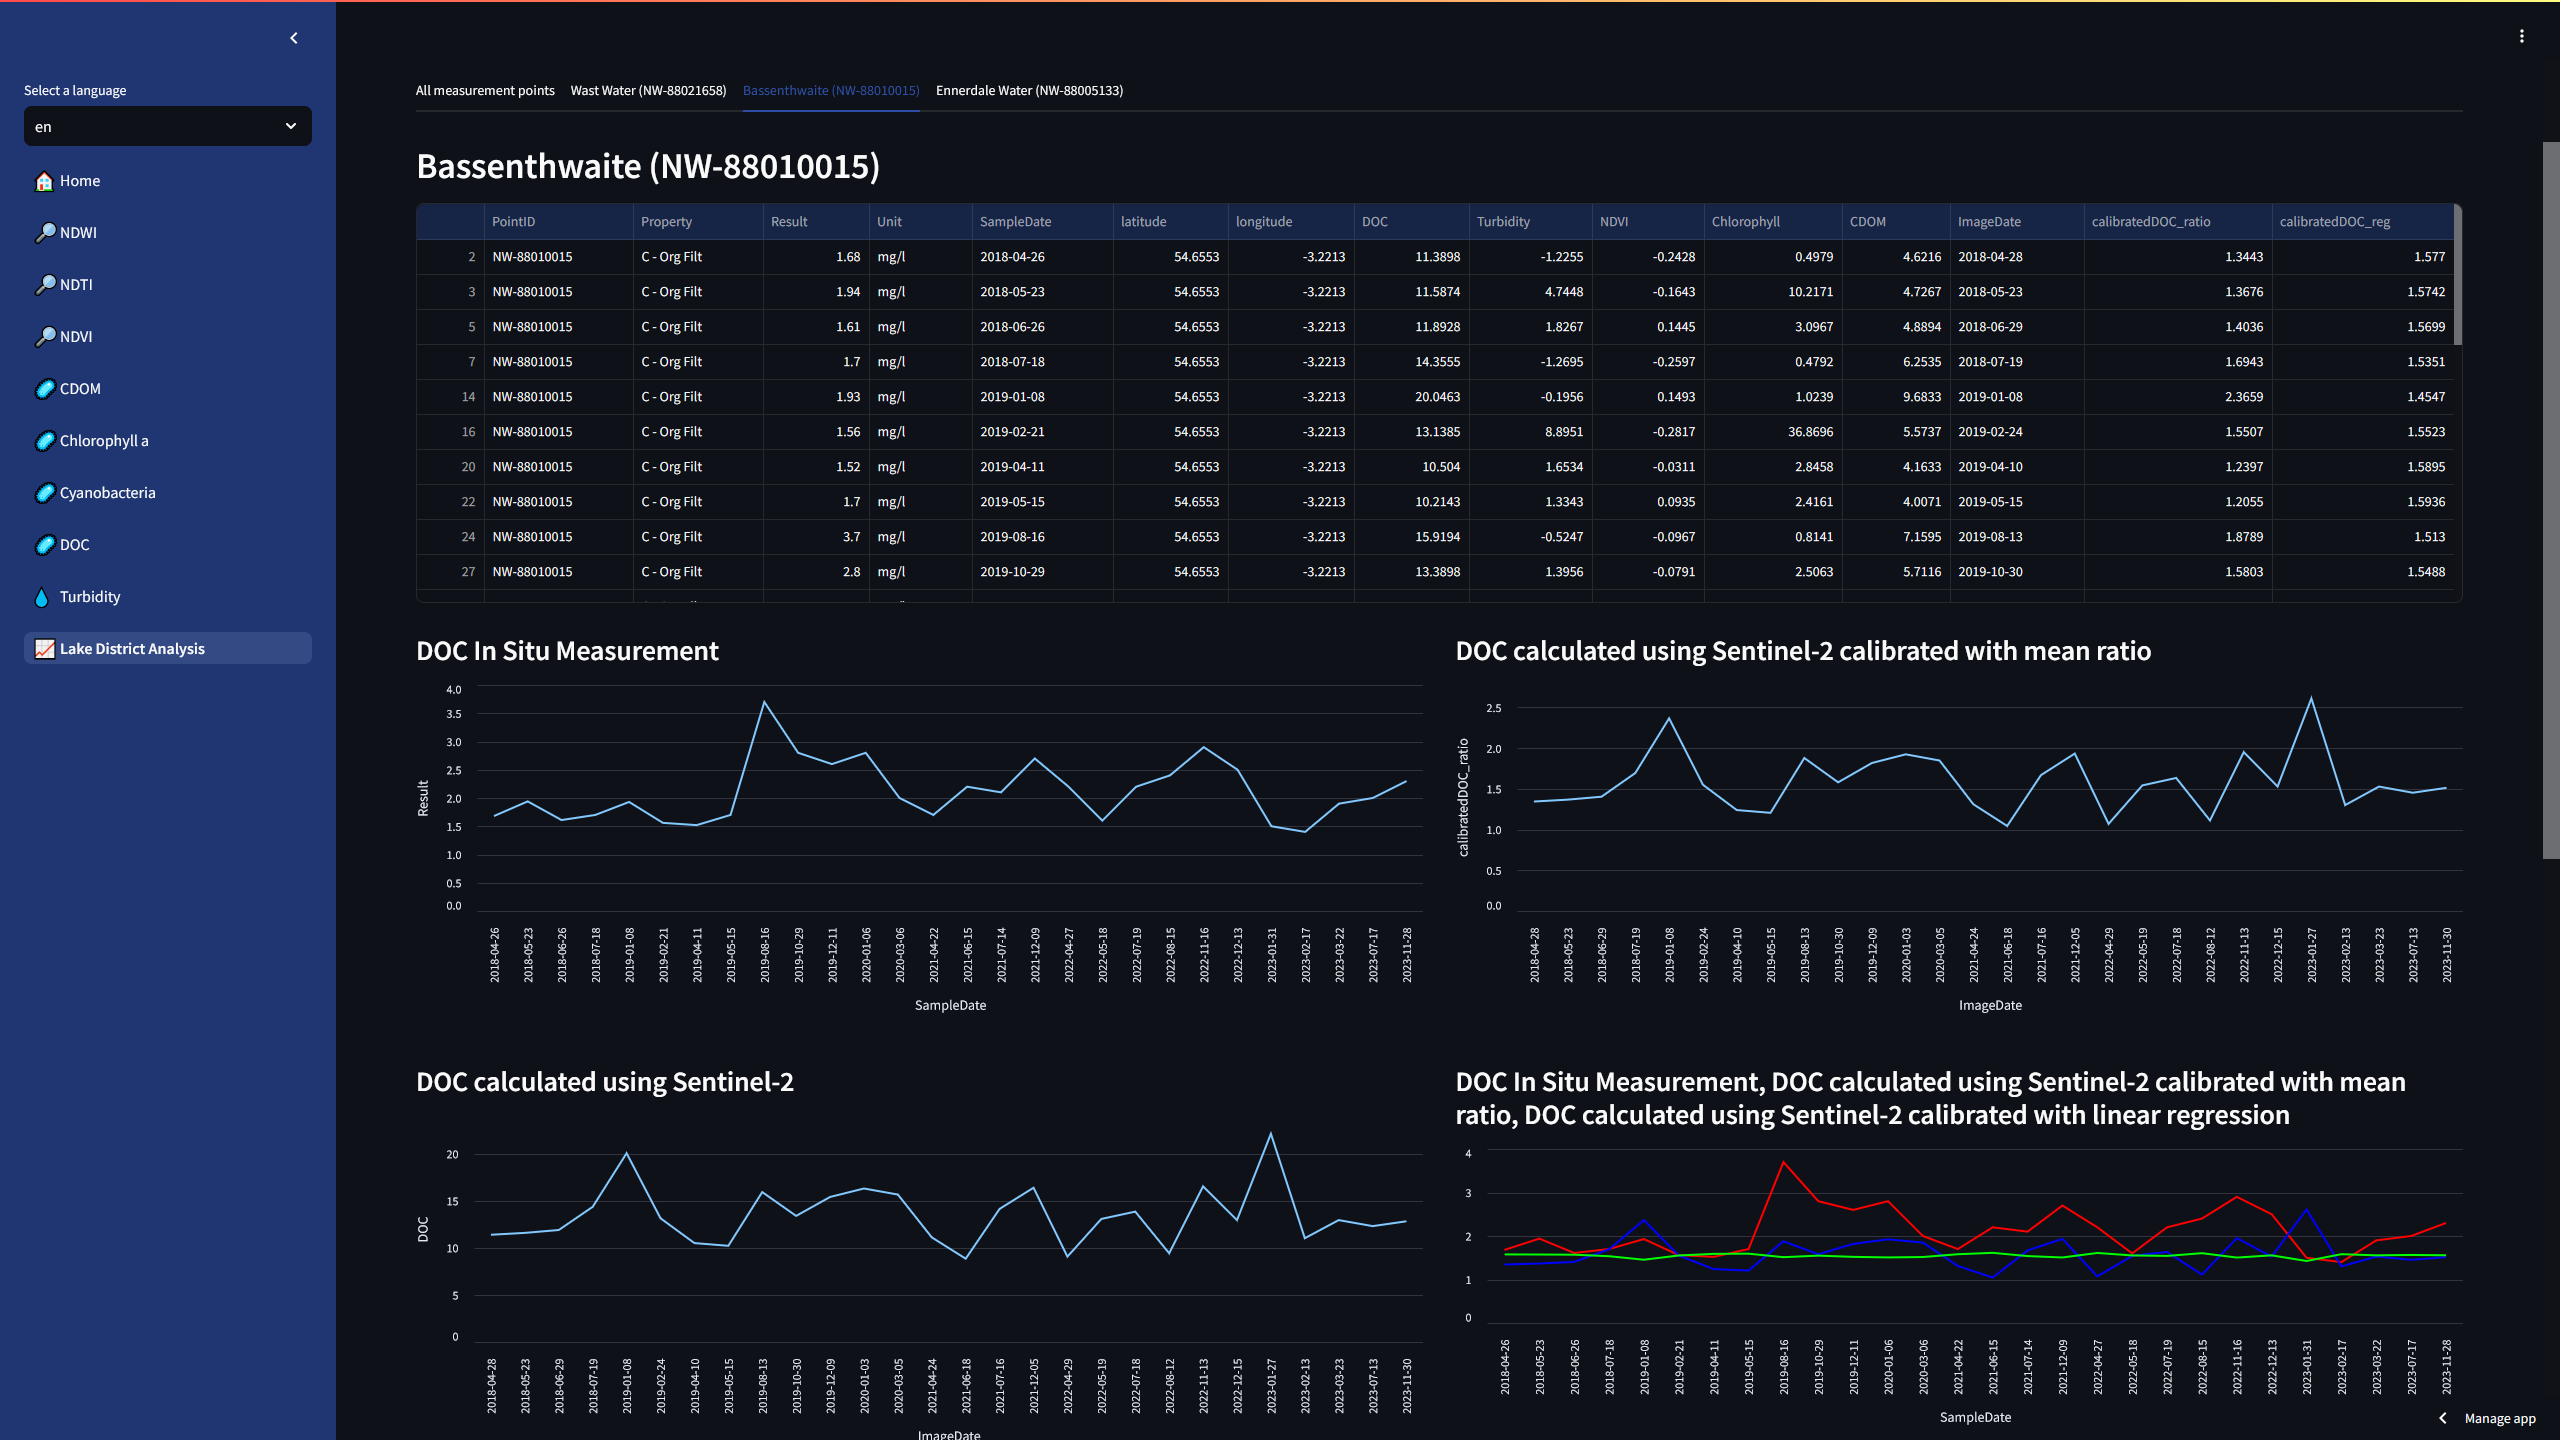 Select a language
en
Home
NDWI
NDTI
NDVI
CDOM
Chlorophyll a
Cyanobacteria
DOC
Turbidity
Lake District Analysis
All measurement points Wast Water (NW-88021658) Bassenthwaite (NW-88010015) Ennerdale Water (NW-88005133)
Bassenthwaite (NW-88010015)
PointID Property Result Unit SampleDate latitude longitude DOC Turbidity NDVI Chlorophyll CDOM ImageDate calibratedDOC_ratio calibratedDOC_reg
2 NW-88010015 C - Org Filt 1.68 mg/l 2018-04-26 54.6553 -3.2213 11.3898 -1.2255 -0.2428 0.4979 4.6216 2018-04-28 1.3443 1.577
3 NW-88010015 C - Org Filt 1.94 mg/l 2018-05-23 54.6553 -3.2213 11.5874 4.7448 -0.1643 10.2171 4.7267 2018-05-23 1.3676 1.5742
5 NW-88010015 C - Org Filt 1.61 mg/l 2018-06-26 54.6553 -3.2213 11.8928 1.8267 0.1445 3.0967 4.8894 2018-06-29 1.4036 1.5699
7 NW-88010015 C - Org Filt 1.7 mg/l 2018-07-18 54.6553 -3.2213 14.3555 -1.2695 -0.2597 0.4792 6.2535 2018-07-19 1.6943 1.5351
14 NW-88010015 C - Org Filt 1.93 mg/l 2019-01-08 54.6553 -3.2213 20.0463 -0.1956 0.1493 1.0239 9.6833 2019-01-08 2.3659 1.4547
16 NW-88010015 C - Org Filt 1.56 mg/l 2019-02-21 54.6553 -3.2213 13.1385 8.8951 -0.2817 36.8696 5.5737 2019-02-24 1.5507 1.5523
20 NW-88010015 C - Org Filt 1.52 mg/l 2019-04-11 54.6553 -3.2213 10.504 1.6534 -0.0311 2.8458 4.1633 2019-04-10 1.2397 1.5895
22 NW-88010015 C - Org Filt 1.7 mg/l 2019-05-15 54.6553 -3.2213 10.2143 1.3343 0.0935 2.4161 4.0071 2019-05-15 1.2055 1.5936
24 NW-88010015 C - Org Filt 3.7 mg/l 2019-08-16 54.6553 -3.2213 15.9194 -0.5247 -0.0967 0.8141 7.1595 2019-08-13 1.8789 1.513
27 NW-88010015 C - Org Filt 2.8 mg/l 2019-10-29 54.6553 -3.2213 13.3898 1.3956 -0.0791 2.5063 5.7116 2019-10-30 1.5803 1.5488
DOC In Situ Measurement
Result
4.0
3.5
3.0
2.5
2.0
1.5
1.0
0.5
0.0
2018-04-26 2018-05-23 2018-06-26 2018-07-18 2019-01-08 2019-02-21 2019-04-11 2019-05-15 2019-08-16 2019-10-29 2019-12-11 2020-01-06 2020-03-06 2021-04-22 2021-06-15 2021-07-14 2021-12-09 2022-04-27 2022-05-18 2022-07-19 2022-08-15 2022-11-16 2022-12-13 2023-01-31 2023-02-17 2023-03-22 2023-07-17 2023-11-28
SampleDate
DOC calculated using Sentinel-2 calibrated with mean ratio
calibratedDOC_ratio
2.5
2.0
1.5
1.0
0.5
0.0
2018-04-28 2018-05-23 2018-06-29 2018-07-19 2019-01-08 2019-02-24 2019-04-10 2019-05-15 2019-08-13 2019-10-30 2019-12-09 2020-01-03 2020-03-05 2021-04-24 2021-06-18 2021-07-16 2021-12-05 2022-04-29 2022-05-19 2022-07-18 2022-08-12 2022-11-13 2022-12-15 2023-01-27 2023-02-13 2023-03-23 2023-07-13 2023-11-30
ImageDate
DOC calculated using Sentinel-2
DOC
20
15
10
5
0
2018-04-28 2018-05-23 2018-06-29 2018-07-19 2019-01-08 2019-02-24 2019-04-10 2019-05-15 2019-08-13 2019-10-30 2019-12-09 2020-01-03 2020-03-05 2021-04-24 2021-06-18 2021-07-16 2021-12-05 2022-04-29 2022-05-19 2022-07-18 2022-08-12 2022-11-13 2022-12-15 2023-01-27 2023-02-13 2023-03-23 2023-07-13 2023-11-30
ImageDate
DOC In Situ Measurement, DOC calculated using Sentinel-2 calibrated with mean
ratio, DOC calculated using Sentinel-2 calibrated with linear regression
4
3
2
1
0
2018-04-26 2018-05-23 2018-06-26 2018-07-18 2019-01-08 2019-02-21 2019-04-11 2019-05-15 2019-08-16 2019-10-29 2019-12-11 2020-01-06 2020-03-06 2021-04-22 2021-06-15 2021-07-14 2021-12-09 2022-04-27 2022-05-18 2022-07-19 2022-08-15 2022-11-16 2022-12-13 2023-01-31 2023-02-17 2023-03-22 2023-07-17 2023-11-28
SampleDate
Manage app